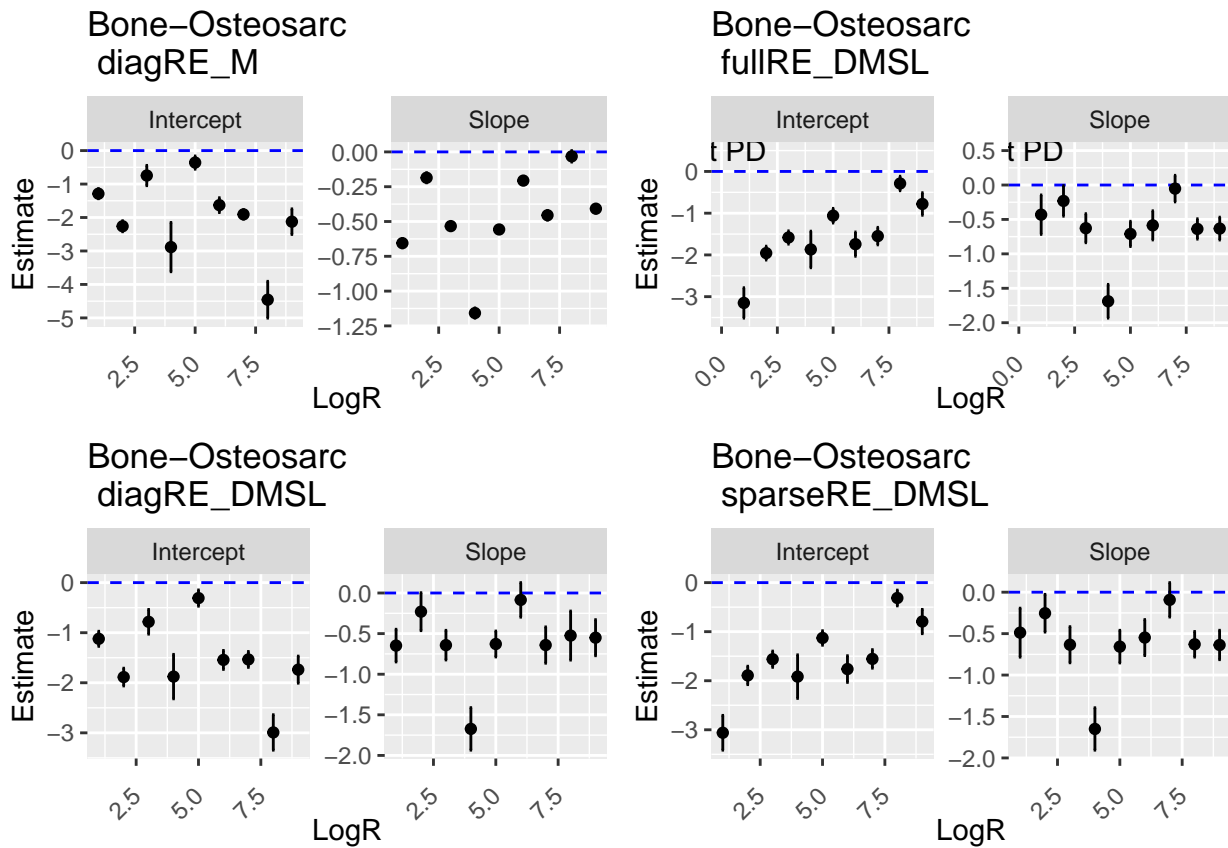 Bone−Osteosarc
diagRE_M
Intercept
Slope
Estimate
0
−1
−2
−3
−4
−5
0.00
−0.25
−0.50
−0.75
−1.00
−1.25
2.5
5.0
7.5
2.5
5.0
7.5
LogR
Bone−Osteosarc
fullRE_DMSL
Intercept
Slope
t PD
t PD
Estimate
0
−1
−2
−3
0.5
0.0
−0.5
−1.0
−1.5
−2.0
0.0
2.5
5.0
7.5
0.0
2.5
5.0
7.5
LogR
Bone−Osteosarc
diagRE_DMSL
Intercept
Slope
Estimate
0
−1
−2
−3
0.0
−0.5
−1.0
−1.5
−2.0
2.5
5.0
7.5
2.5
5.0
7.5
LogR
Bone−Osteosarc
sparseRE_DMSL
Intercept
Slope
Estimate
0
−1
−2
−3
0.0
−0.5
−1.0
−1.5
−2.0
2.5
5.0
7.5
2.5
5.0
7.5
LogR